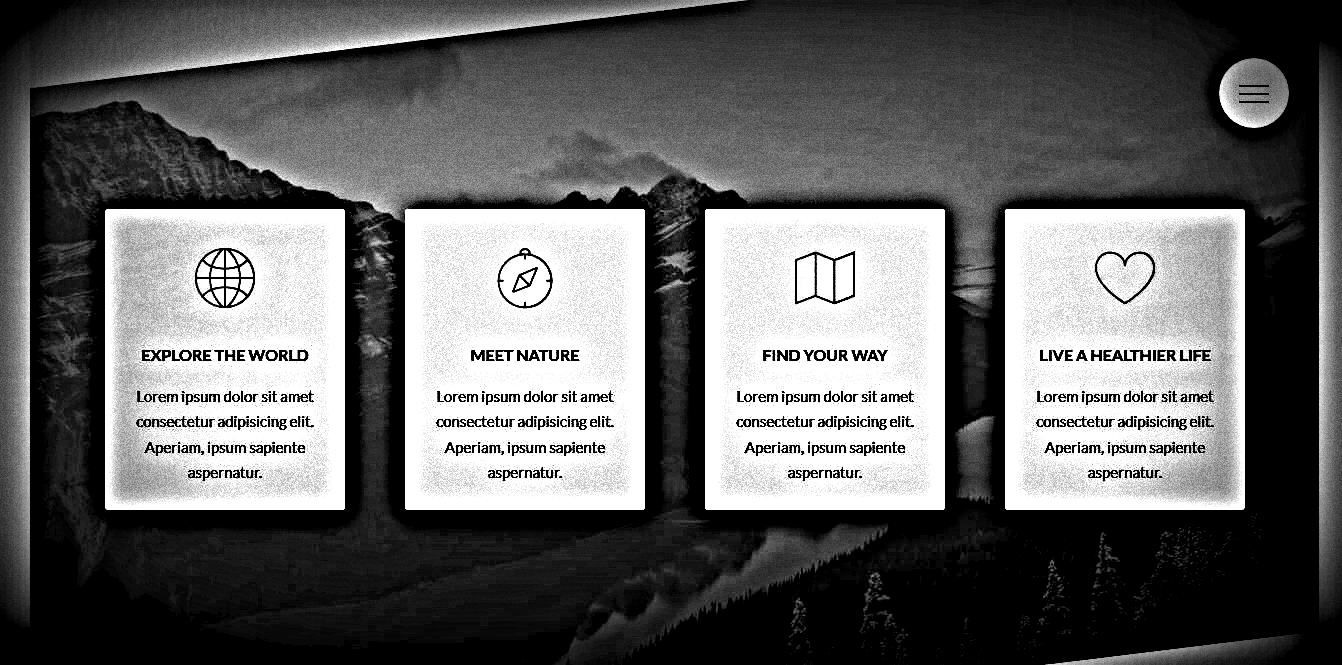 EXPLORE THE WORLD
Lorem ipsum dolor sit amet
consectetur adipisicing elit.
Aperiam, ipsum sapiente
aspernatur.
MEET NATURE
Lorem ipsum dolor sit amet
consectetur adipisicing elit.
Aperiam, ipsum sapiente
aspernatur.
FIND YOUR WAY
Lorem ipsum dolor sit amet
consectetur adipisicing elit.
Aperiam, ipsum sapiente
aspernatur.
LIVE A HEALTHIER LIFE
Lorem ipsum dolor sit amet
consectetur adipisicing elit.
Aperiam, ipsum sapiente
aspernatur.